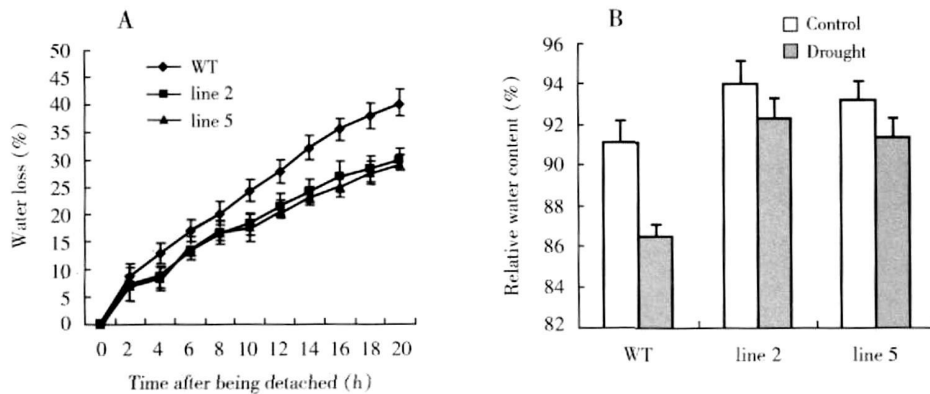 A
50
45
40
35
30
25
20
15
10
5
0
Water loss (%)
WT
line 2
line 5
0 2 4 6 8 10 12 14 16 18 20
Time after being detached (h)
B
Control
Drought
96
94
92
90
86
84
82
Relative water content (%)
WT line 2 line 5